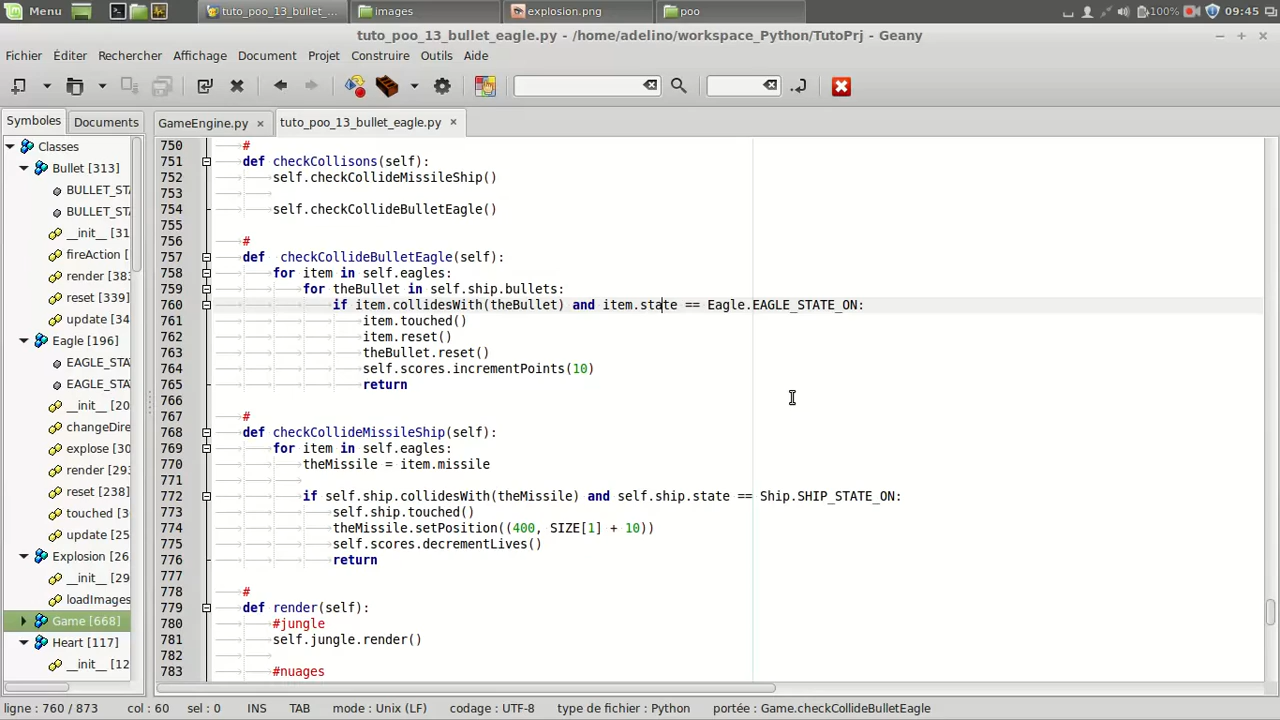 Menu
tuto_poo_13_bullet_...
images
explosion.png
poo
100%
09:45
tuto_poo_13_bullet_eagle.py - /home/adelino/workspace_Python/TutoPrj - Geany
Fichier Éditer Rechercher Affichage Document Projet Construire Outils Aide
Symboles Documents
GameEngine.py
tuto_poo_13_bullet_eagle.py
Classes
Bullet [313]
BULLET_STA
BULLET_STA
__init__ [31
fireAction [
render [383
reset [339]
update [34
Eagle [196]
EAGLE_STA
EAGLE_STA
__init__ [20
changeDire
explose [30
render [293
reset [238]
touched [3
update [25
Explosion [26
__init__ [29
loadImages
Game [668]
Heart [117]
__init__ [12
750 #
751 def checkCollisons(self):
752 self.checkCollideMissileShip()
753
754 self.checkCollideBulletEagle()
755
756 #
757 def  checkCollideBulletEagle(self):
758 for item in self.eagles:
759 for theBullet in self.ship.bullets:
760 if item.collidesWith(theBullet) and item.state == Eagle.EAGLE_STATE_ON:
761 item.touched()
762 item.reset()
763 theBullet.reset()
764 self.scores.incrementPoints(10)
765 return
766
767 #
768 def checkCollideMissileShip(self):
769 for item in self.eagles:
770 theMissile = item.missile
771
772 if self.ship.collidesWith(theMissile) and self.ship.state == Ship.SHIP_STATE_ON:
773 self.ship.touched()
774 theMissile.setPosition((400, SIZE[1] + 10))
775 self.scores.decrementLives()
776 return
777
778 #
779 def render(self):
780 #jungle
781 self.jungle.render()
782
783 #nuages
ligne : 760 / 873 col : 60 sel : 0 INS TAB mode : Unix (LF) codage : UTF-8 type de fichier : Python portée : Game.checkCollideBulletEagle